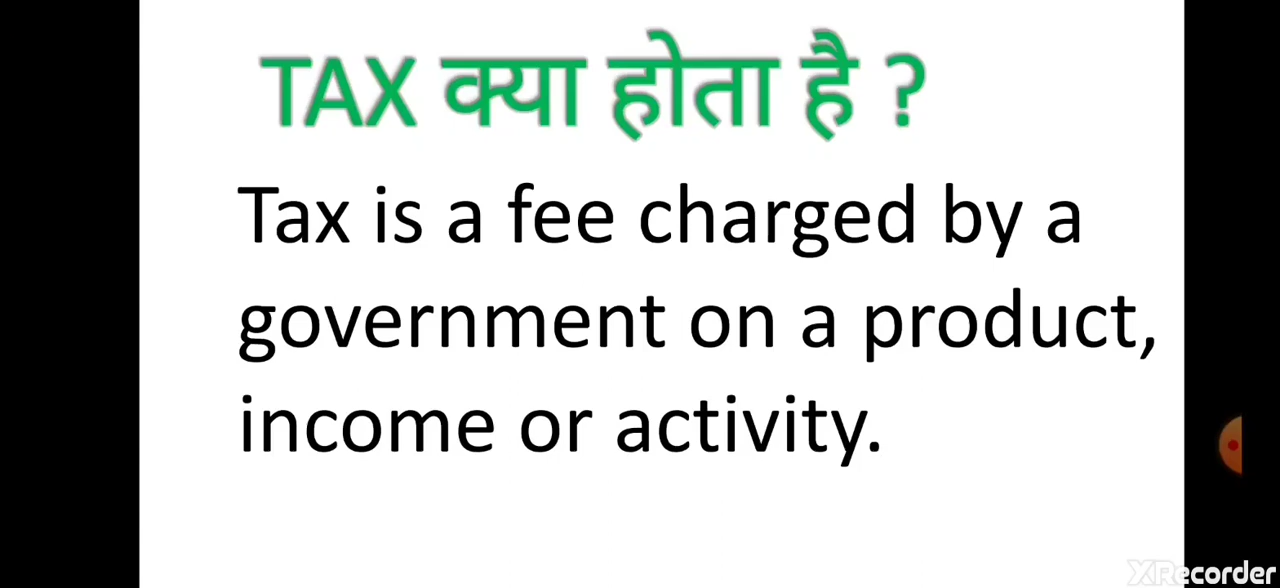 TAX क्या होता है ?
Tax is a fee charged by a
government on a product,
income or activity.
XRecorder